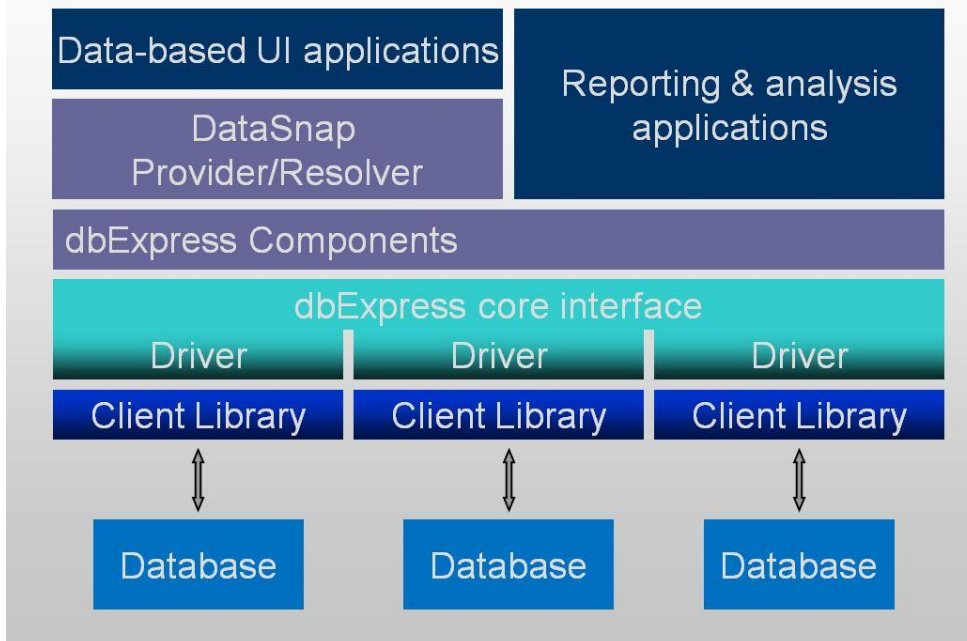 Data-based UI applications
Reporting & analysis
applications
DataSnap
Provider/Resolver
dbExpress Components
dbExpress core interface
Driver
Driver
Driver
Client Library
Client Library
Client Library
Database
Database
Database